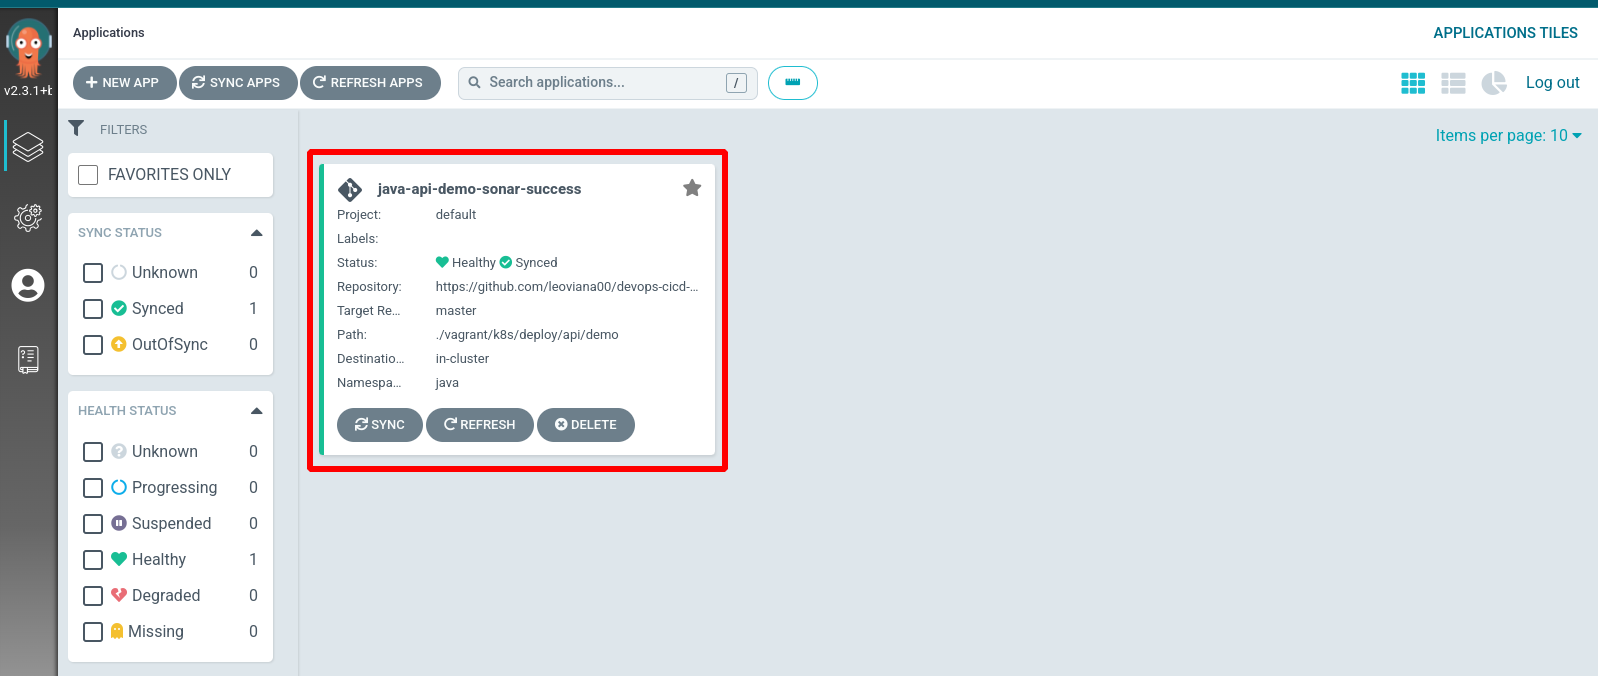 Applications
APPLICATIONS TILES
v2.3.1+b
NEW APP
SYNC APPS
REFRESH APPS
Search applications...
/
Log out
FILTERS
Items per page: 10
FAVORITES ONLY
SYNC STATUS
Unknown 0
Synced 1
OutOfSync 0
HEALTH STATUS
Unknown 0
Progressing 0
Suspended 0
Healthy 1
Degraded 0
Missing 0
java-api-demo-sonar-success
Project: default
Labels:
Status: Healthy Synced
Repository: https://github.com/leoviana00/devops-cicd-...
Target Re... master
Path: ./vagrant/k8s/deploy/api/demo
Destinatio... in-cluster
Namespa... java
SYNC
REFRESH
DELETE